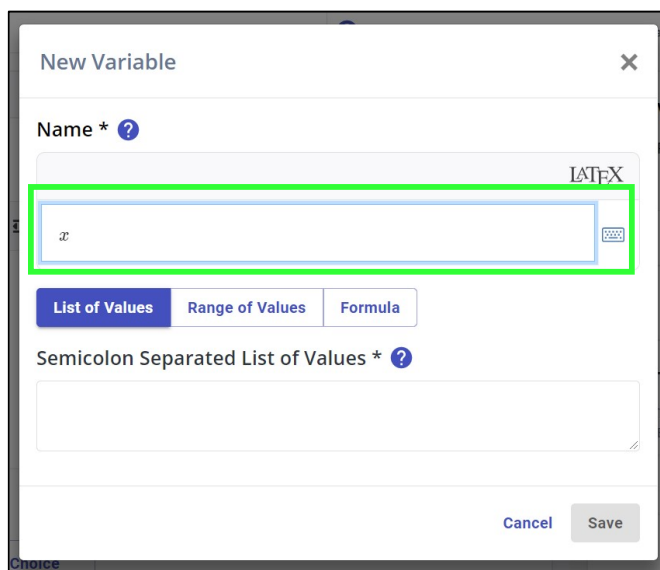 New Variable
Name * ?
LATEX
x
List of Values Range of Values Formula
Semicolon Separated List of Values * ?
Cancel Save
Choice